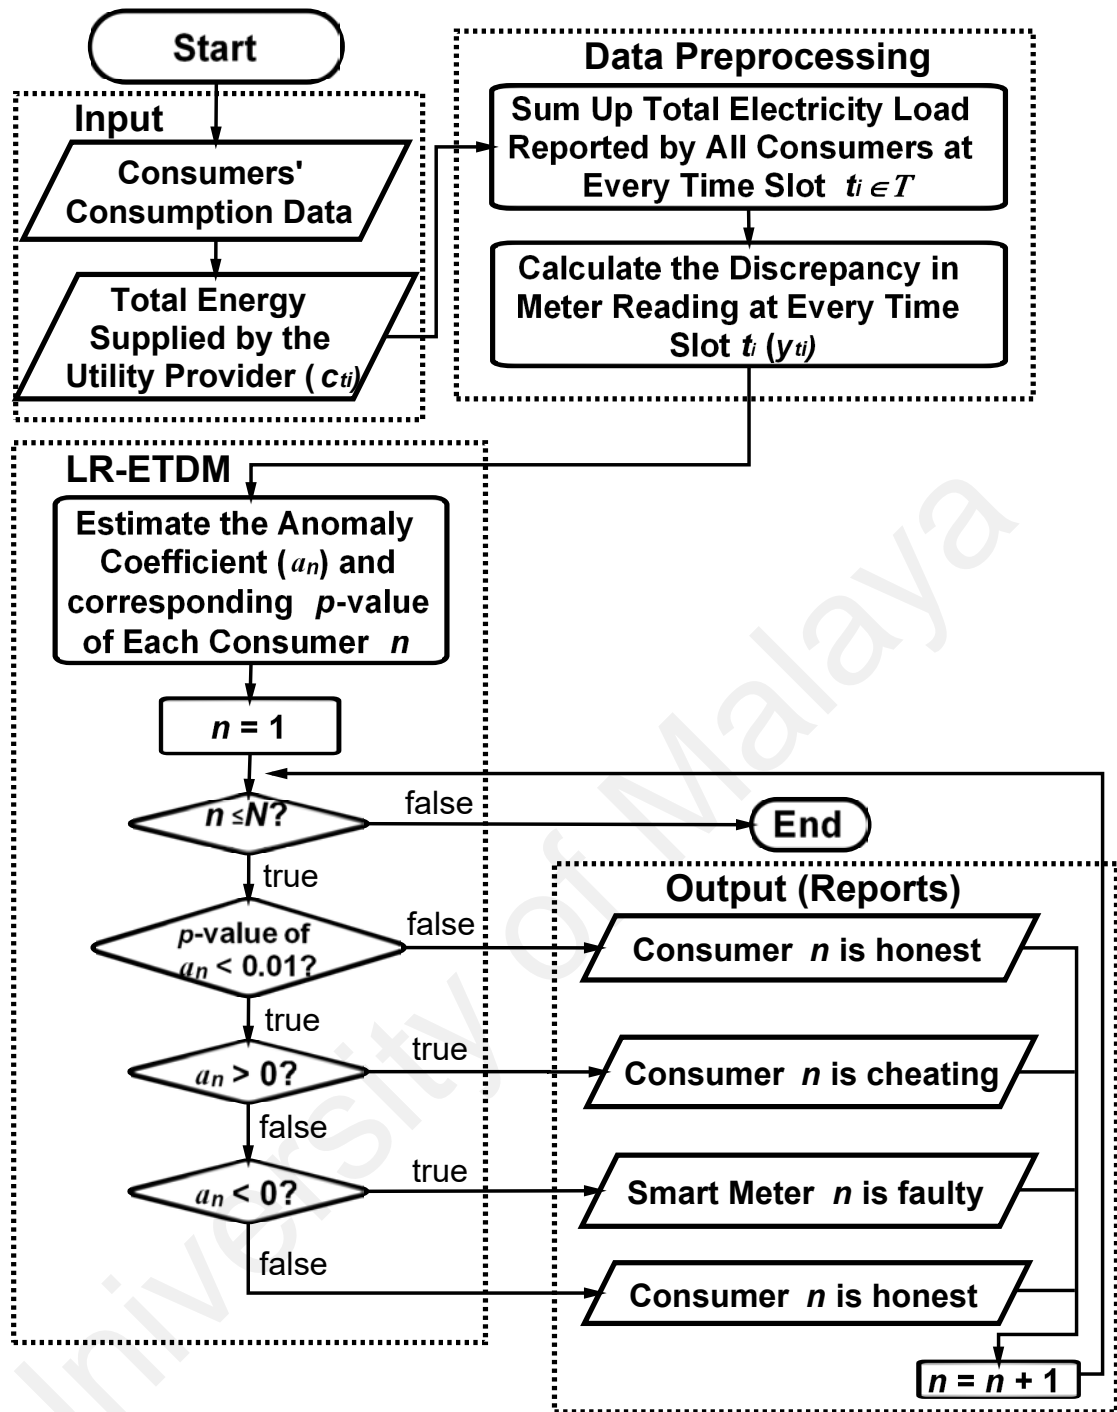 Start
Input
Consumers'
Consumption Data
Total Energy
Supplied by the
Utility Provider (cti)
Data Preprocessing
Sum Up Total Electricity Load
Reported by All Consumers at
Every Time Slot ti ∈ T
Calculate the Discrepancy in
Meter Reading at Every Time
Slot ti (yti)
LR-ETDM
Estimate the Anomaly
Coefficient (an) and
corresponding p-value
of Each Consumer n
n = 1
n ≤N?
false
End
true
p-value of
an < 0.01?
false
true
an > 0?
true
false
an < 0?
true
false
Output (Reports)
Consumer n is honest
Consumer n is cheating
Smart Meter n is faulty
Consumer n is honest
n = n + 1
University of Malaya